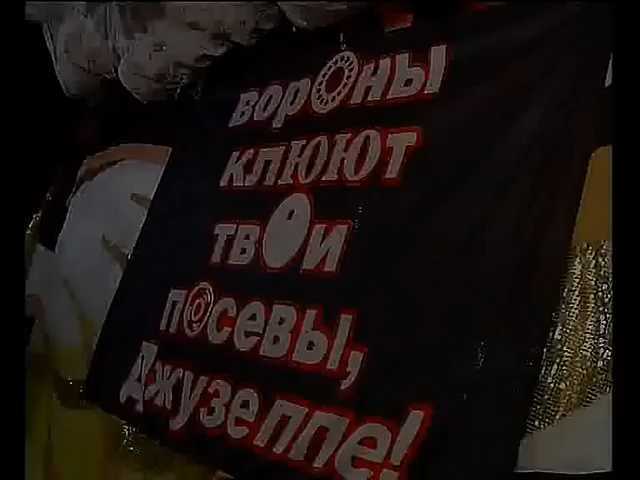 ворОны
клюют
твОи
посевы,
Джузеппе!